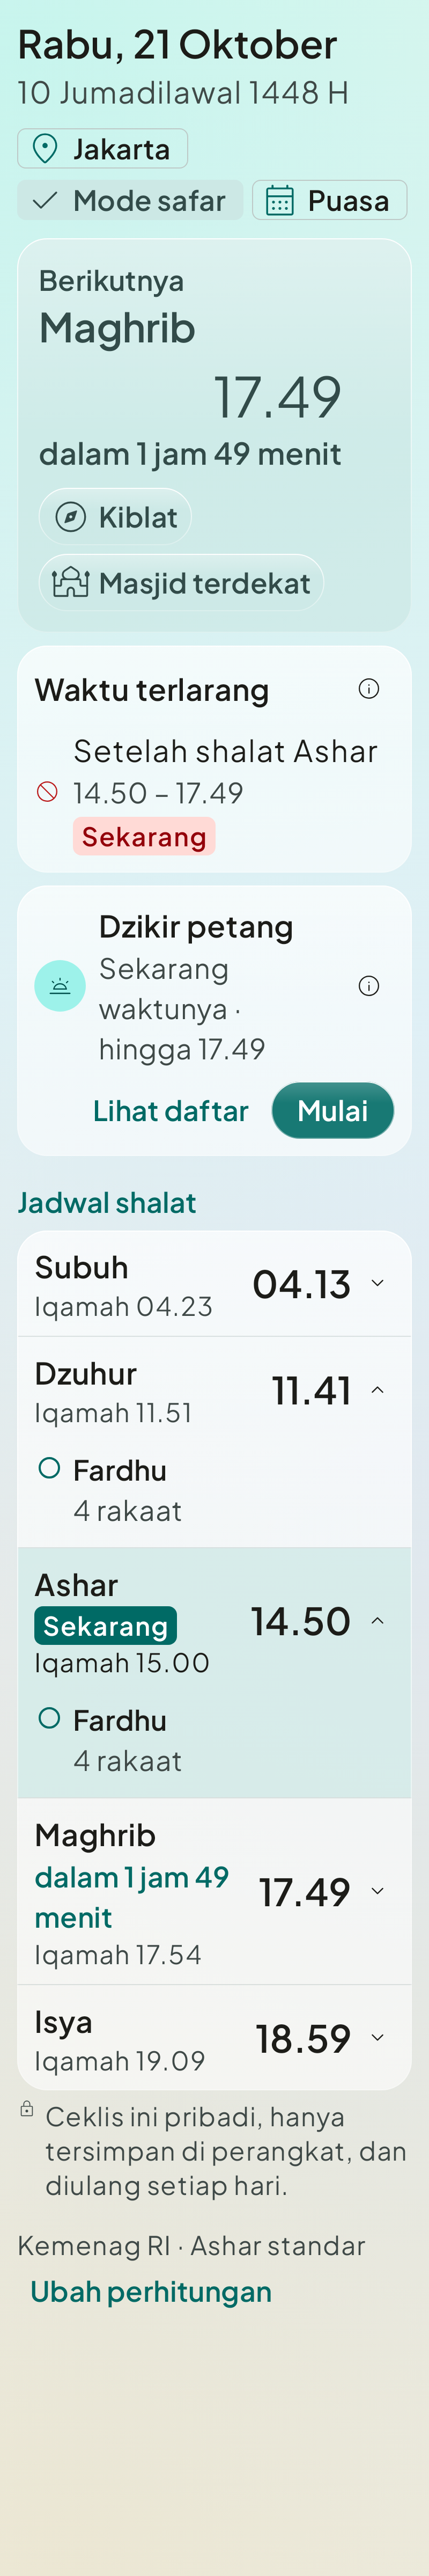 Rabu, 21 Oktober
10 Jumadilawal 1448 H
Jakarta
Mode safar
Puasa
Berikutnya
Maghrib
17.49
dalam 1 jam 49 menit
Kiblat
Masjid terdekat
Waktu terlarang
Setelah shalat Ashar
14.50 – 17.49
Sekarang
Dzikir petang
Sekarang
waktunya ·
hingga 17.49
Lihat daftar
Mulai
Jadwal shalat
Subuh
04.13
Iqamah 04.23
Dzuhur
11.41
Iqamah 11.51
Fardhu
4 rakaat
Ashar
Sekarang
14.50
Iqamah 15.00
Fardhu
4 rakaat
Maghrib
dalam 1 jam 49
menit
17.49
Iqamah 17.54
Isya
18.59
Iqamah 19.09
Ceklis ini pribadi, hanya
tersimpan di perangkat, dan
diulang setiap hari.
Kemenag RI · Ashar standar
Ubah perhitungan